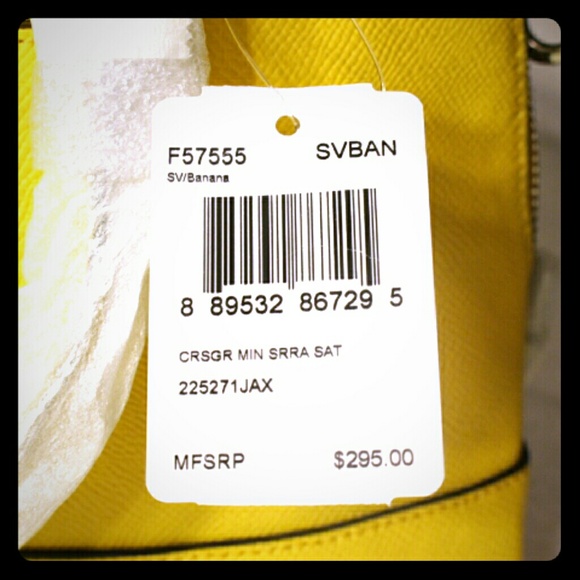 F57555 SVBAN
SV/Banana
8 89532 86729 5
CRSGR MIN SRRA SAT
225271JAX
MFSRP $295.00